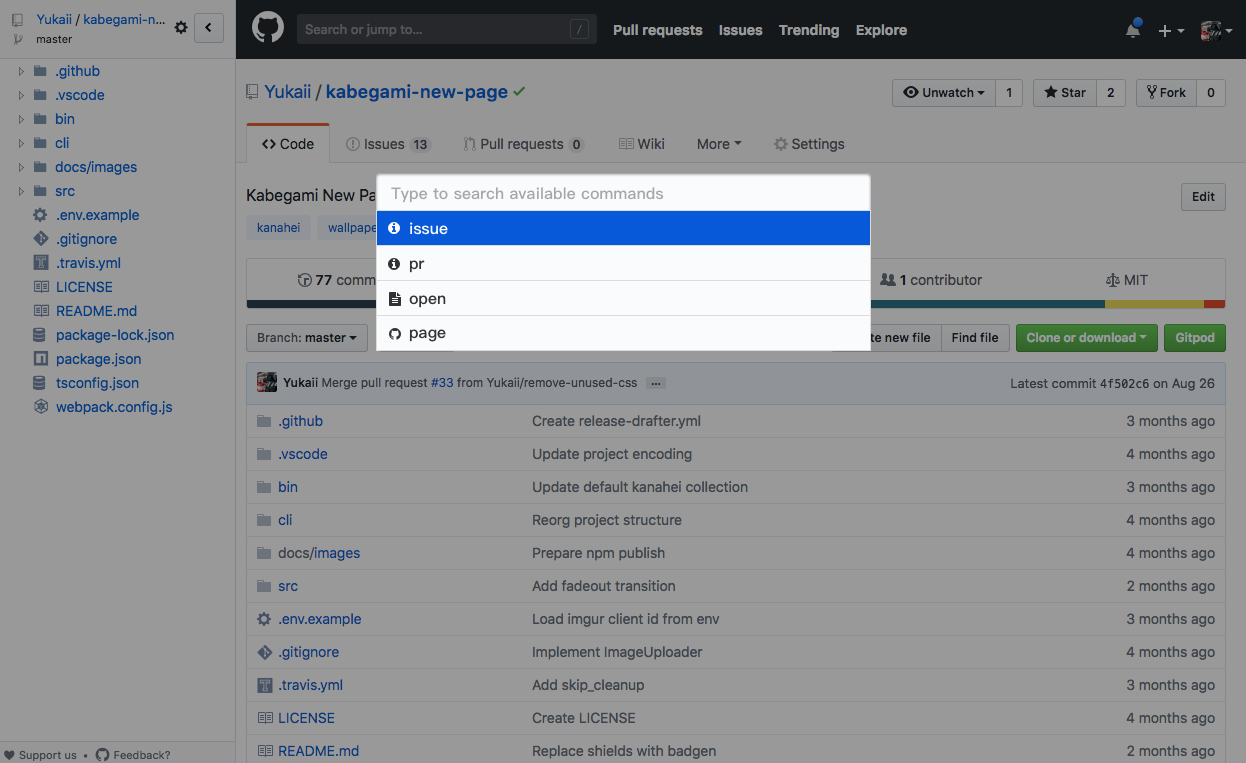 Yukaii / kabegami-n...
master
.github
.vscode
bin
cli
docs/images
src
.env.example
.gitignore
.travis.yml
LICENSE
README.md
package-lock.json
package.json
tsconfig.json
webpack.config.js
Support us • Feedback?
Search or jump to... /
Pull requests Issues Trending Explore
Yukaii / kabegami-new-page
Unwatch 1 Star 2 Fork 0
Code Issues 13 Pull requests 0 Wiki More Settings
Kabegami New Pa
Edit
kanahei wallpape
Type to search available commands
issue
pr
open
page
77 comm 1 contributor MIT
Branch: master te new file Find file Clone or download Gitpod
Yukaii Merge pull request #33 from Yukaii/remove-unused-css ... Latest commit 4f502c6 on Aug 26
.github Create release-drafter.yml 3 months ago
.vscode Update project encoding 4 months ago
bin Update default kanahei collection 3 months ago
cli Reorg project structure 4 months ago
docs/images Prepare npm publish 4 months ago
src Add fadeout transition 2 months ago
.env.example Load imgur client id from env 3 months ago
.gitignore Implement ImageUploader 4 months ago
.travis.yml Add skip_cleanup 3 months ago
LICENSE Create LICENSE 4 months ago
README.md Replace shields with badgen 2 months ago